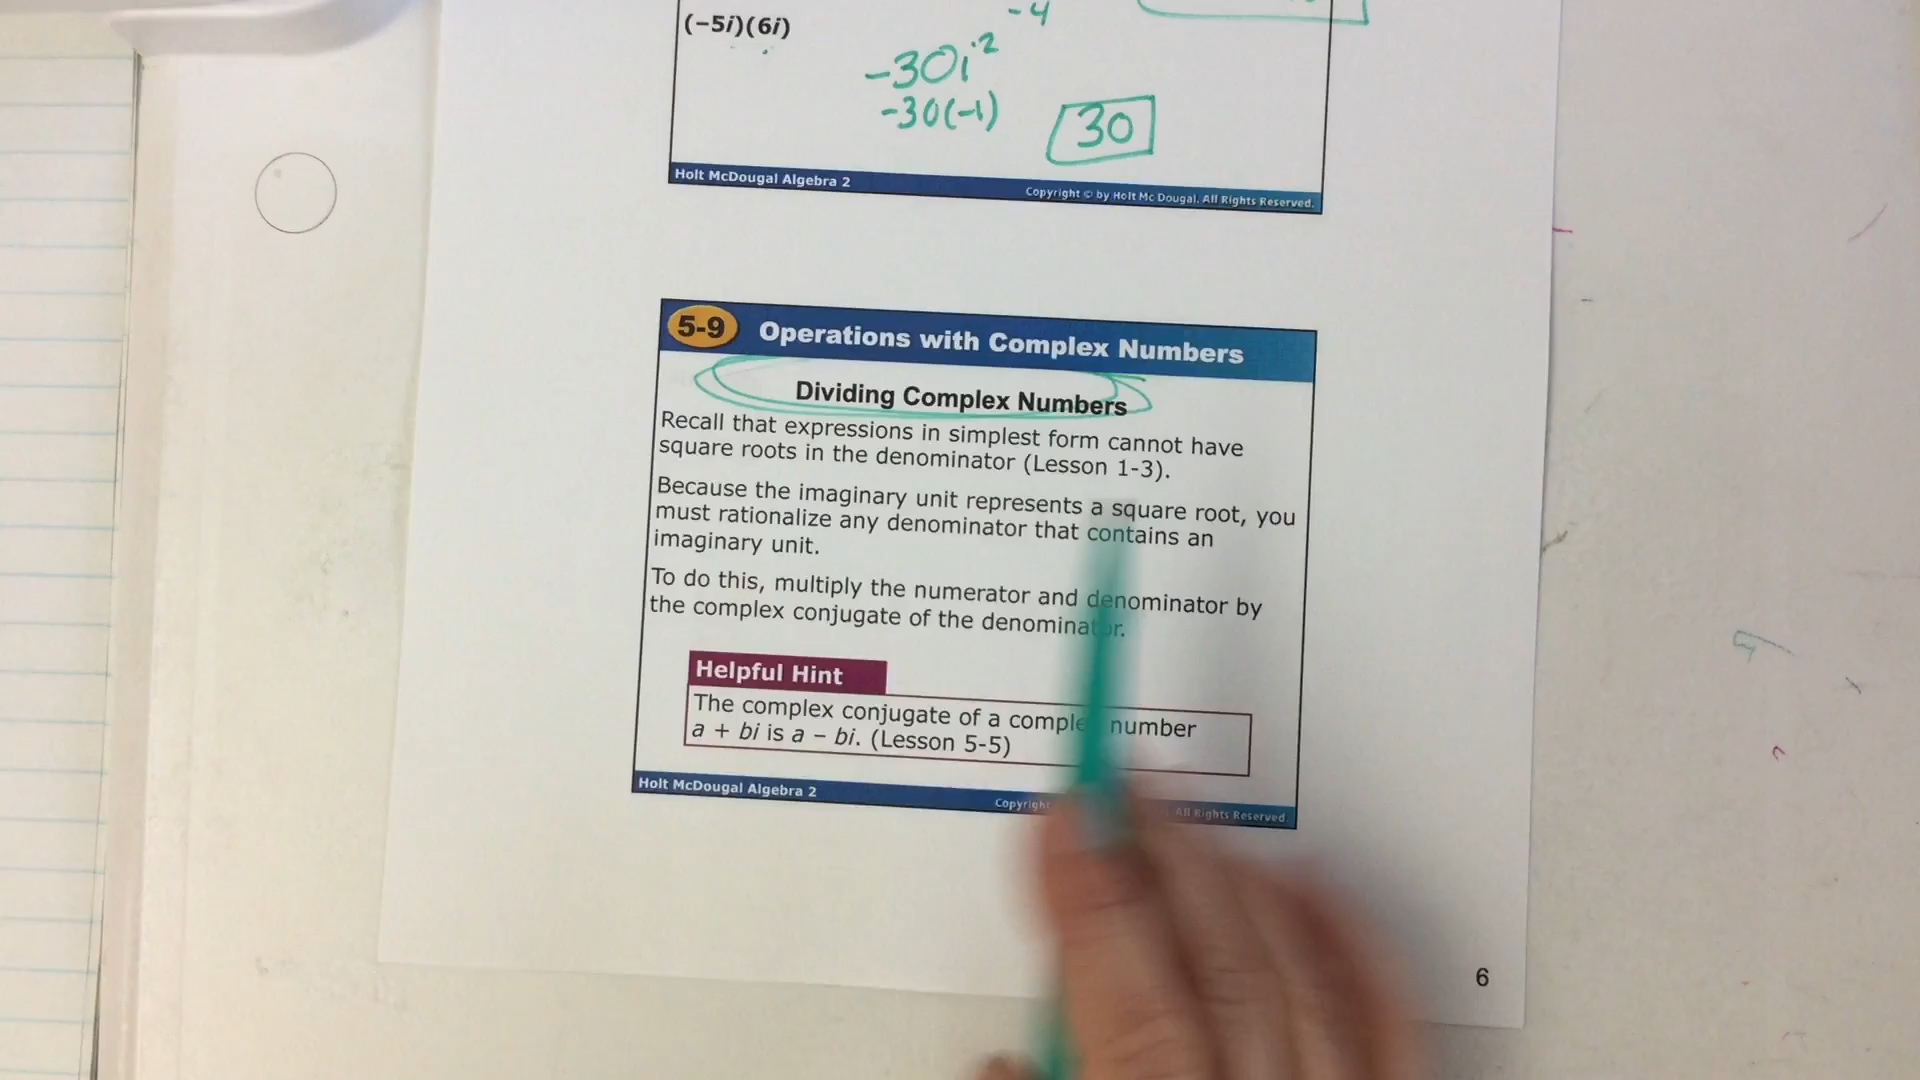 -4
(−5i)(6i)
-30i²
-30(-1)
30
Holt McDougal Algebra 2
Copyright © by Holt Mc Dougal. All Rights Reserved.
5-9 Operations with Complex Numbers
Dividing Complex Numbers
Recall that expressions in simplest form cannot have
square roots in the denominator (Lesson 1-3).
Because the imaginary unit represents a square root, you
must rationalize any denominator that contains an
imaginary unit.
To do this, multiply the numerator and denominator by
the complex conjugate of the denominator.
Helpful Hint
The complex conjugate of a complex number
a + bi is a − bi. (Lesson 5-5)
Holt McDougal Algebra 2
Copyright All Rights Reserved.
6